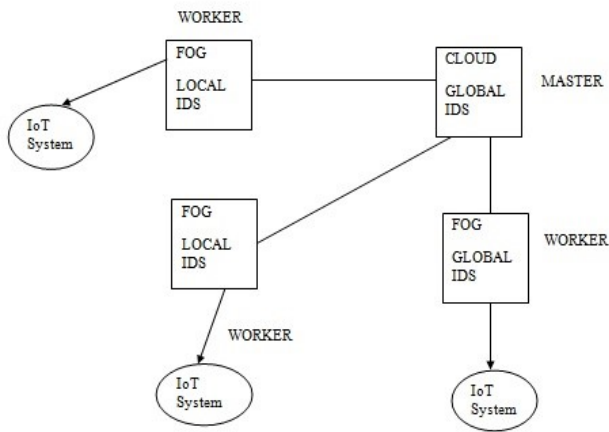 WORKER
FOG
LOCAL
IDS
CLOUD
GLOBAL
IDS
MASTER
IoT
System
FOG
LOCAL
IDS
FOG
GLOBAL
IDS
WORKER
WORKER
IoT
System
IoT
System